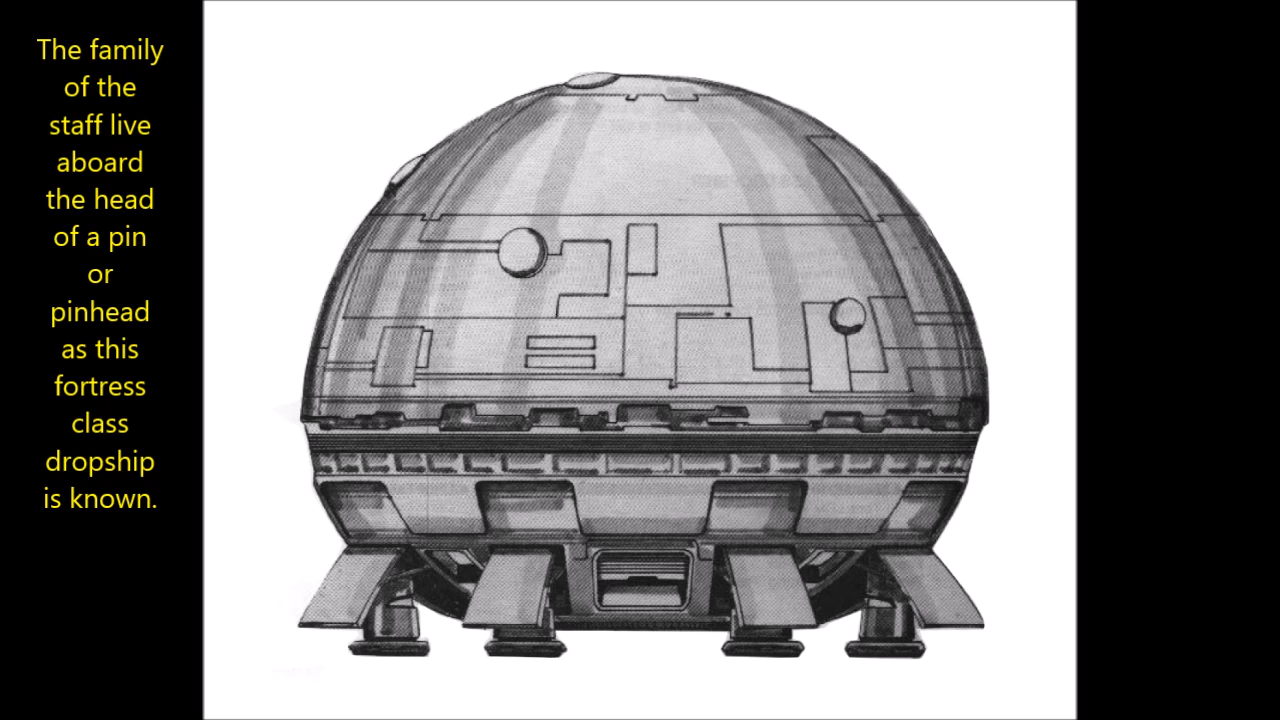 The family
of the
staff live
aboard
the head
of a pin
or
pinhead
as this
fortress
class
dropship
is known.